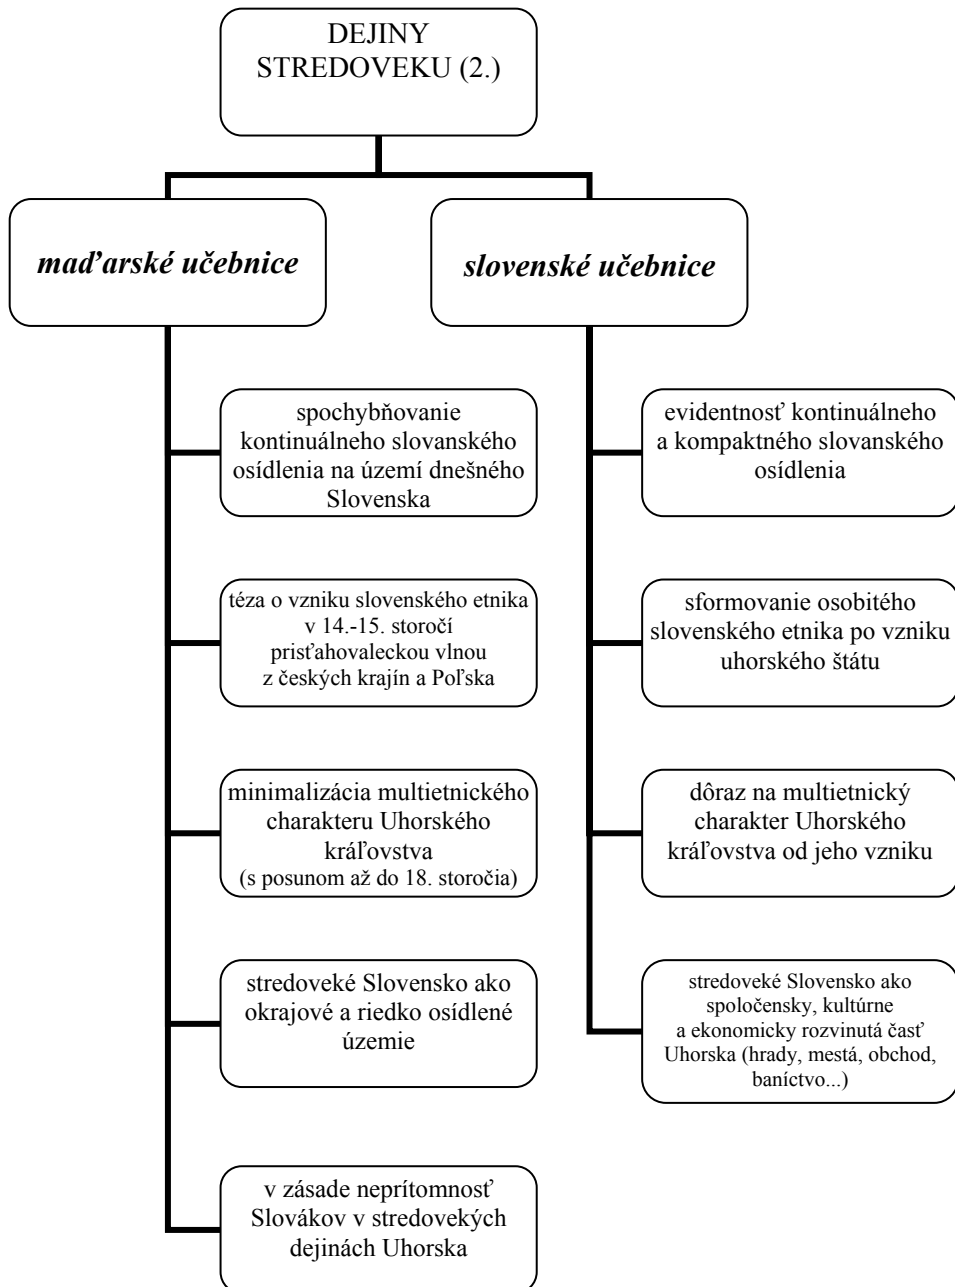 DEJINY
STREDOVEKU (2.)
maďarské učebnice
slovenské učebnice
spochybňovanie
kontinuálneho slovanského
osídlenia na území dnešného
Slovenska
evidentnosť kontinuálneho
a kompaktného slovanského
osídlenia
téza o vzniku slovenského etnika
v 14.-15. storočí
prisťahovaleckou vlnou
z českých krajín a Poľska
sformovanie osobitého
slovenského etnika po vzniku
uhorského štátu
minimalizácia multietnického
charakteru Uhorského
kráľovstva
(s posunom až do 18. storočia)
dôraz na multietnický
charakter Uhorského
kráľovstva od jeho vzniku
stredoveké Slovensko ako
okrajové a riedko osídlené
územie
stredoveké Slovensko ako
spoločensky, kultúrne
a ekonomicky rozvinutá časť
Uhorska (hrady, mestá, obchod,
baníctvo...)
v zásade neprítomnosť
Slovákov v stredovekých
dejinách Uhorska